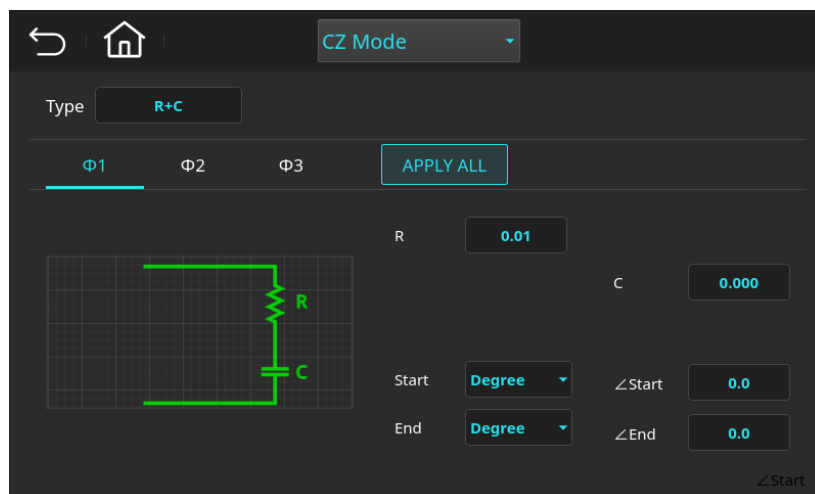 CZ Mode
Type R+C
Φ1 Φ2 Φ3 APPLY ALL
R 0.01
C 0.000
R
C
Start Degree ∠Start 0.0
End Degree ∠End 0.0
∠Start